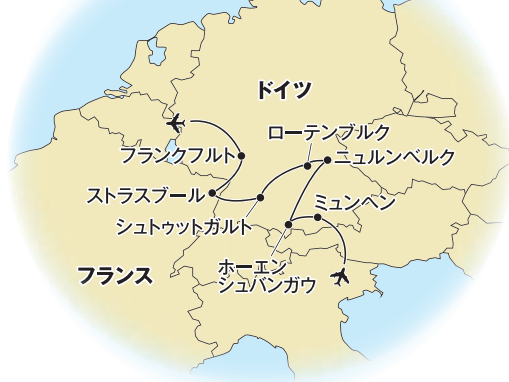 ドイツ
ローテンブルク
フランクフルト
ニュルンベルク
ストラスブール
ミュンヘン
シュトゥットガルト
ホーエン
シュバンガウ
フランス